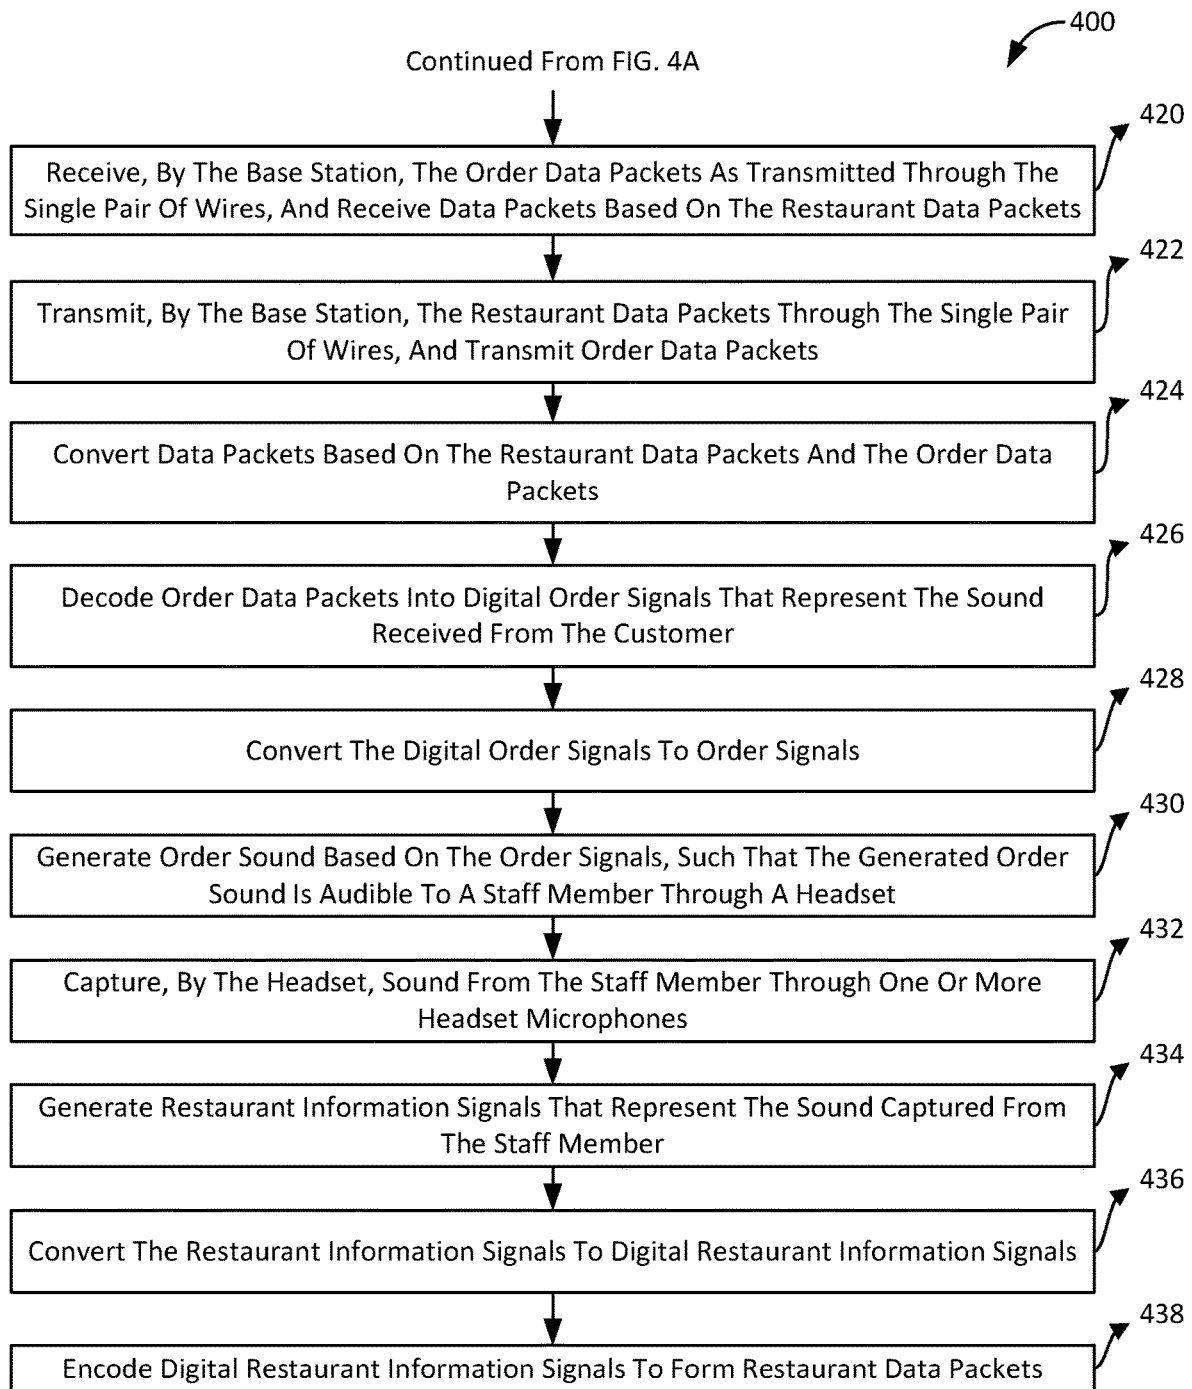 400
Continued From FIG. 4A
420
Receive, By The Base Station, The Order Data Packets As Transmitted Through The
Single Pair Of Wires, And Receive Data Packets Based On The Restaurant Data Packets
422
Transmit, By The Base Station, The Restaurant Data Packets Through The Single Pair
Of Wires, And Transmit Order Data Packets
424
Convert Data Packets Based On The Restaurant Data Packets And The Order Data
Packets
426
Decode Order Data Packets Into Digital Order Signals That Represent The Sound
Received From The Customer
428
Convert The Digital Order Signals To Order Signals
430
Generate Order Sound Based On The Order Signals, Such That The Generated Order
Sound Is Audible To A Staff Member Through A Headset
432
Capture, By The Headset, Sound From The Staff Member Through One Or More
Headset Microphones
434
Generate Restaurant Information Signals That Represent The Sound Captured From
The Staff Member
436
Convert The Restaurant Information Signals To Digital Restaurant Information Signals
438
Encode Digital Restaurant Information Signals To Form Restaurant Data Packets